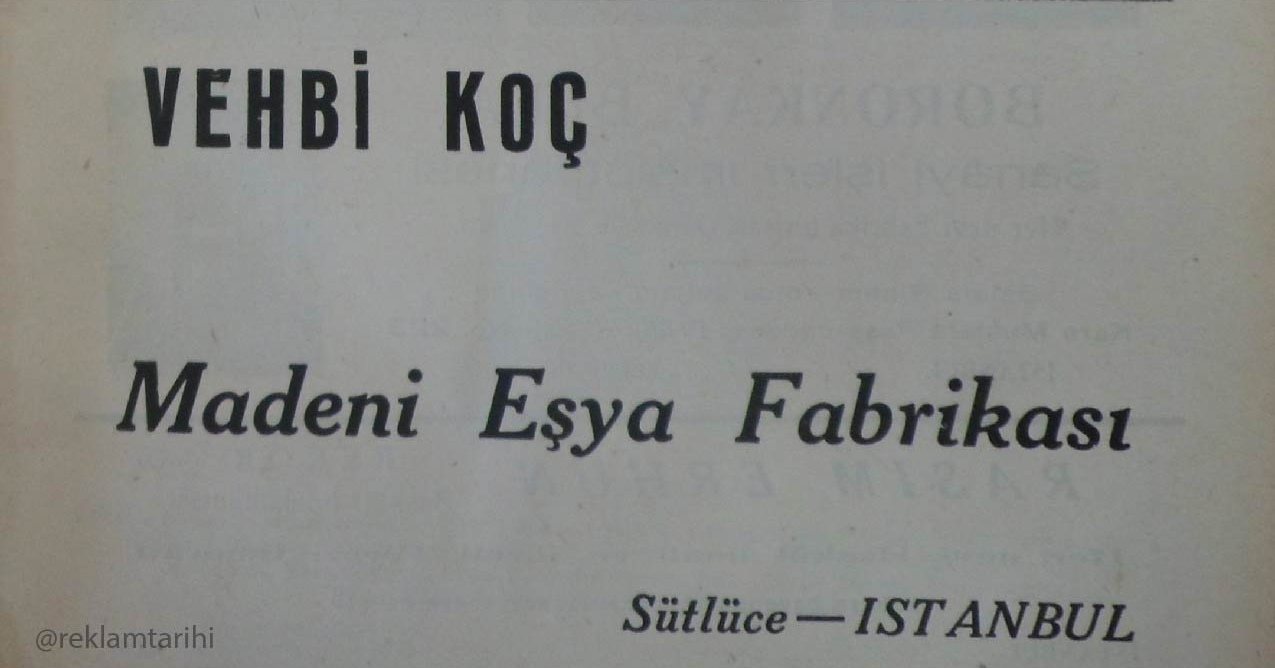 VEHBİ KOÇ
Madeni Eşya Fabrikası
Sütlüce — ISTANBUL
@reklamtarihi